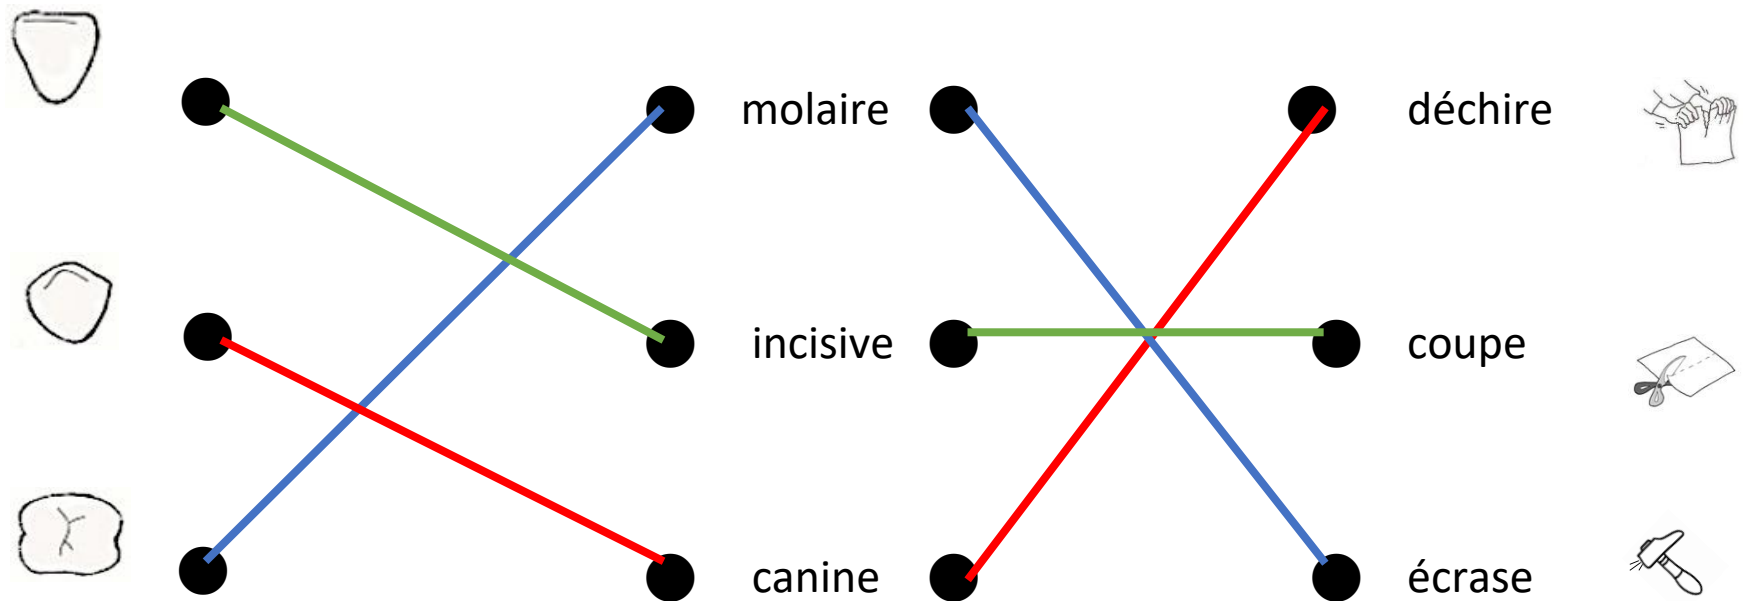 molaire
déchire
incisive
coupe
canine
écrase